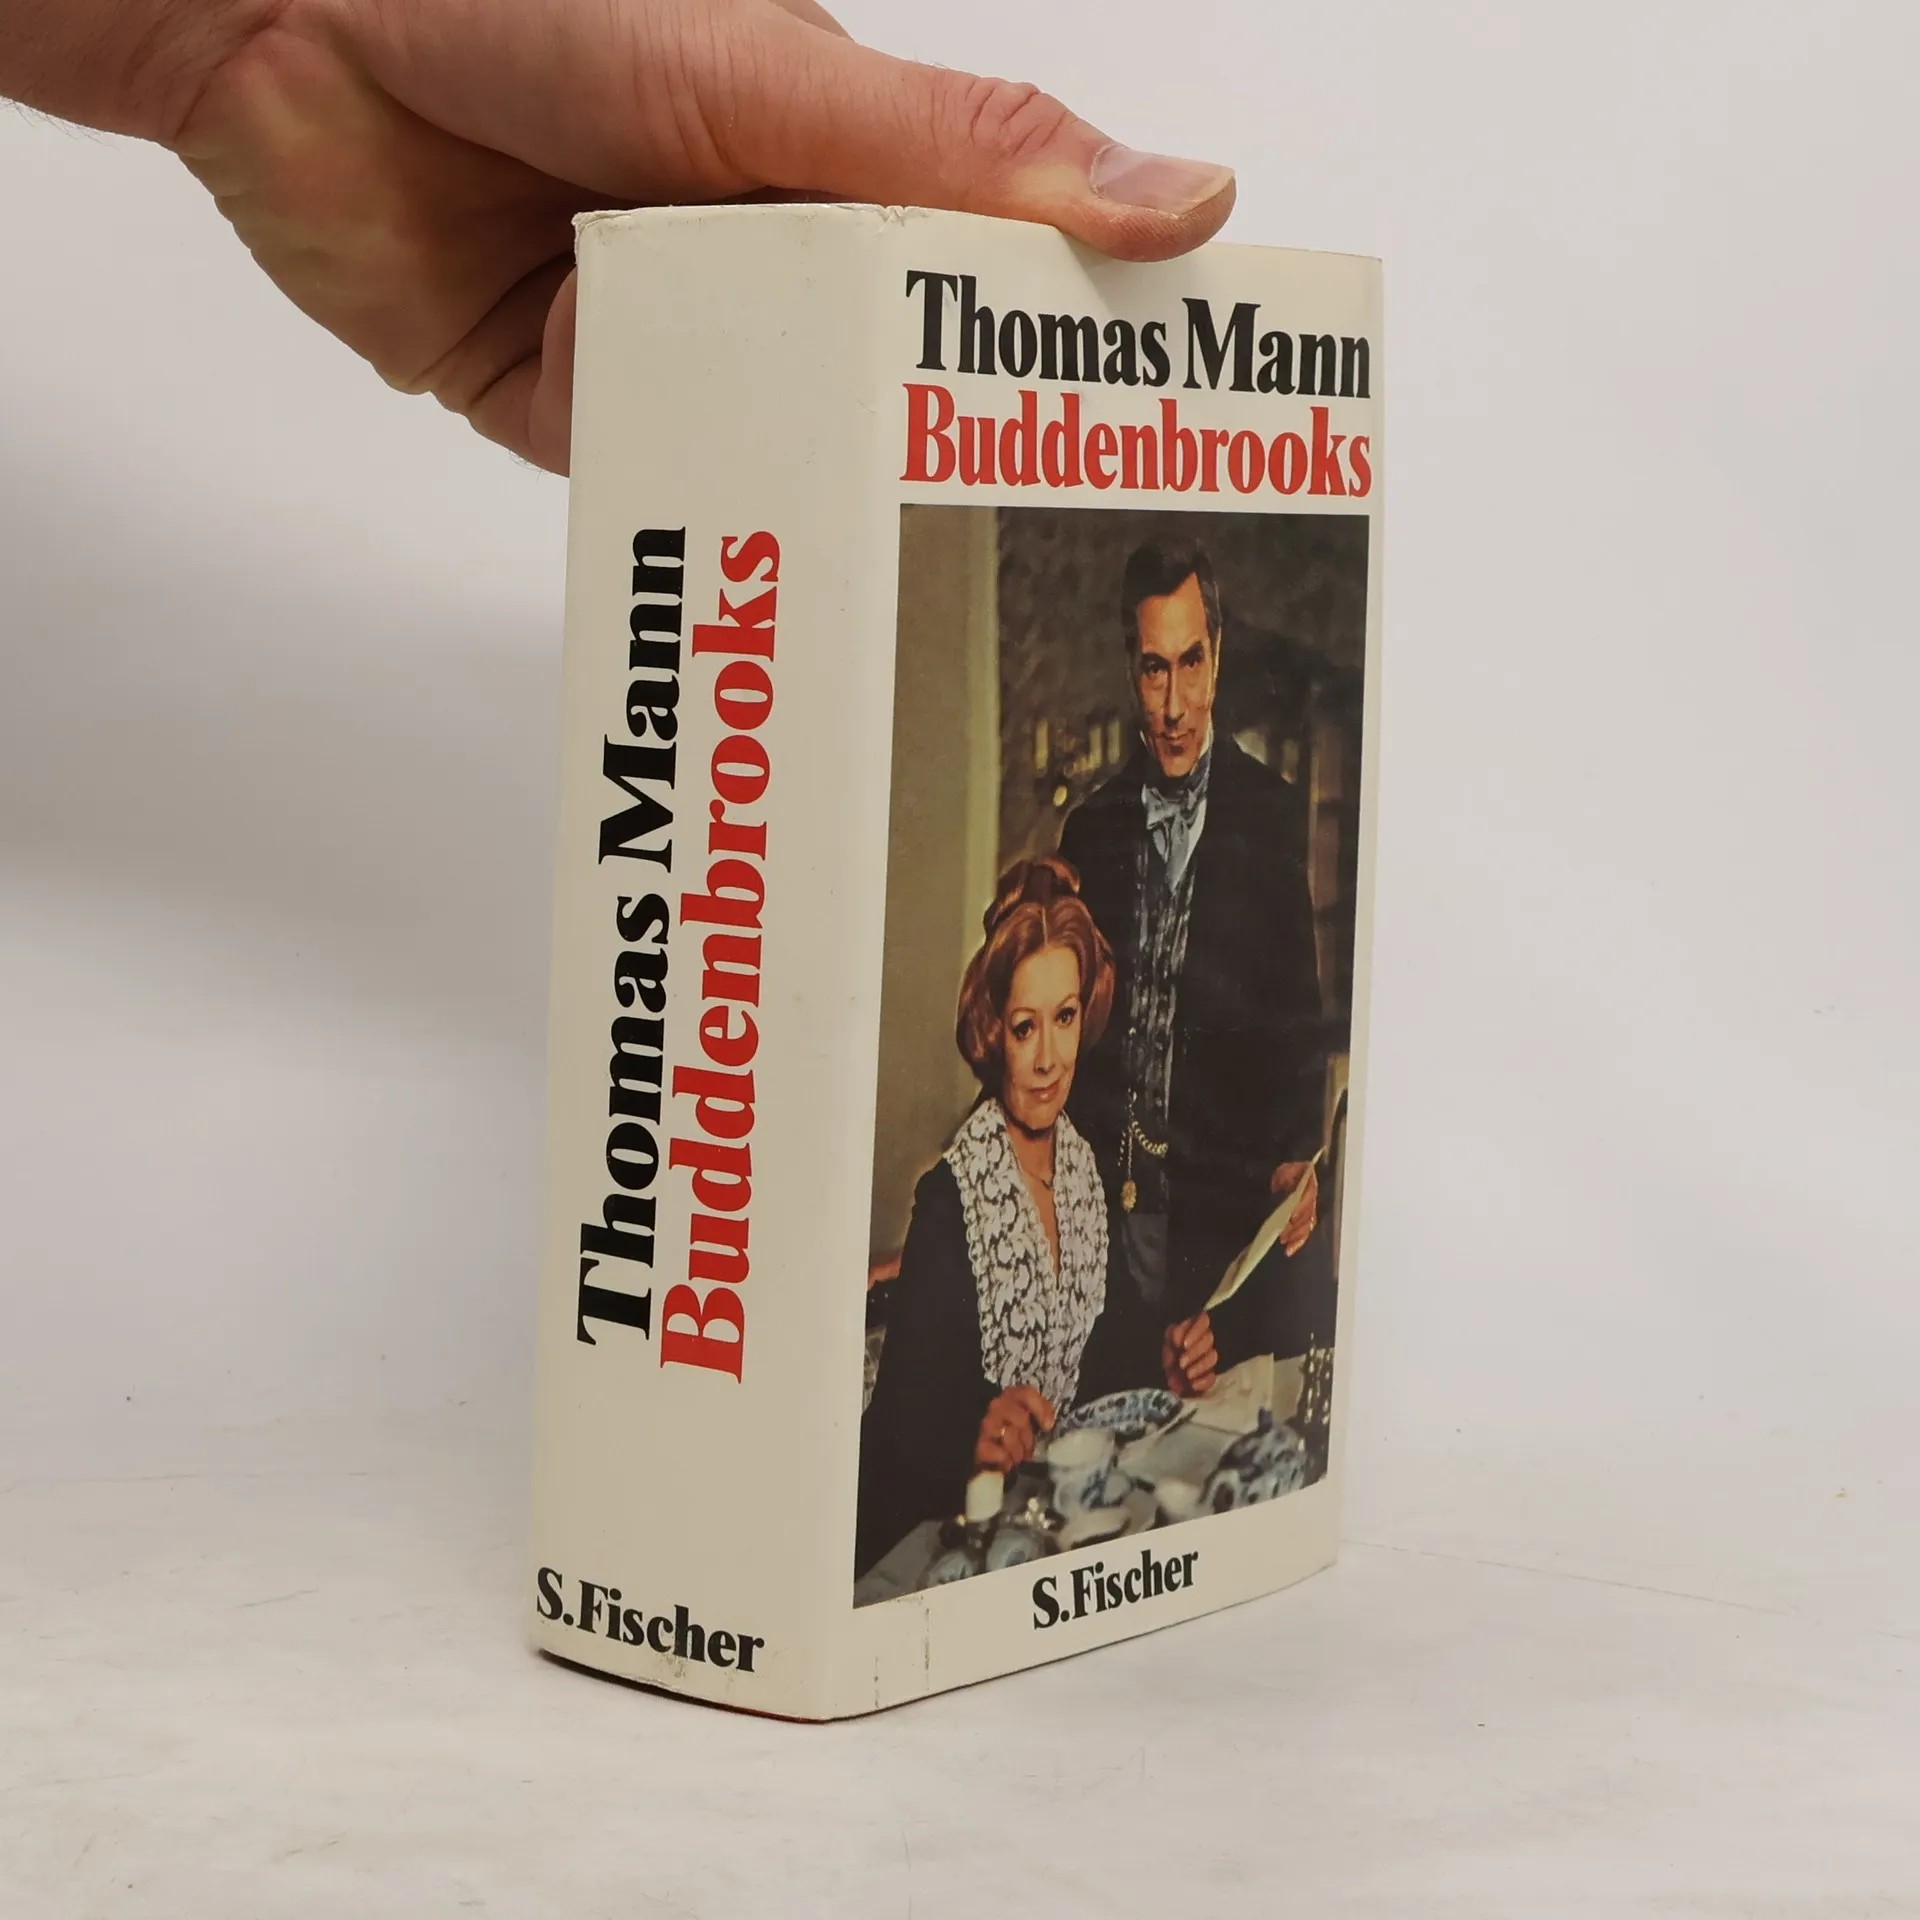 Thomas Mann
Buddenbrooks
S.Fischer
Thomas Mann
Buddenbrooks
S.Fischer